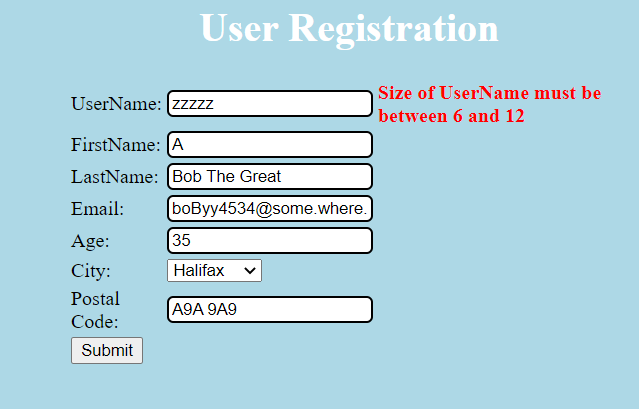 User Registration
UserName: zzzzz Size of UserName must be
between 6 and 12
FirstName: A
LastName: Bob The Great
Email: boByy4534@some.where.
Age: 35
City: Halifax
Postal
Code: A9A 9A9
Submit